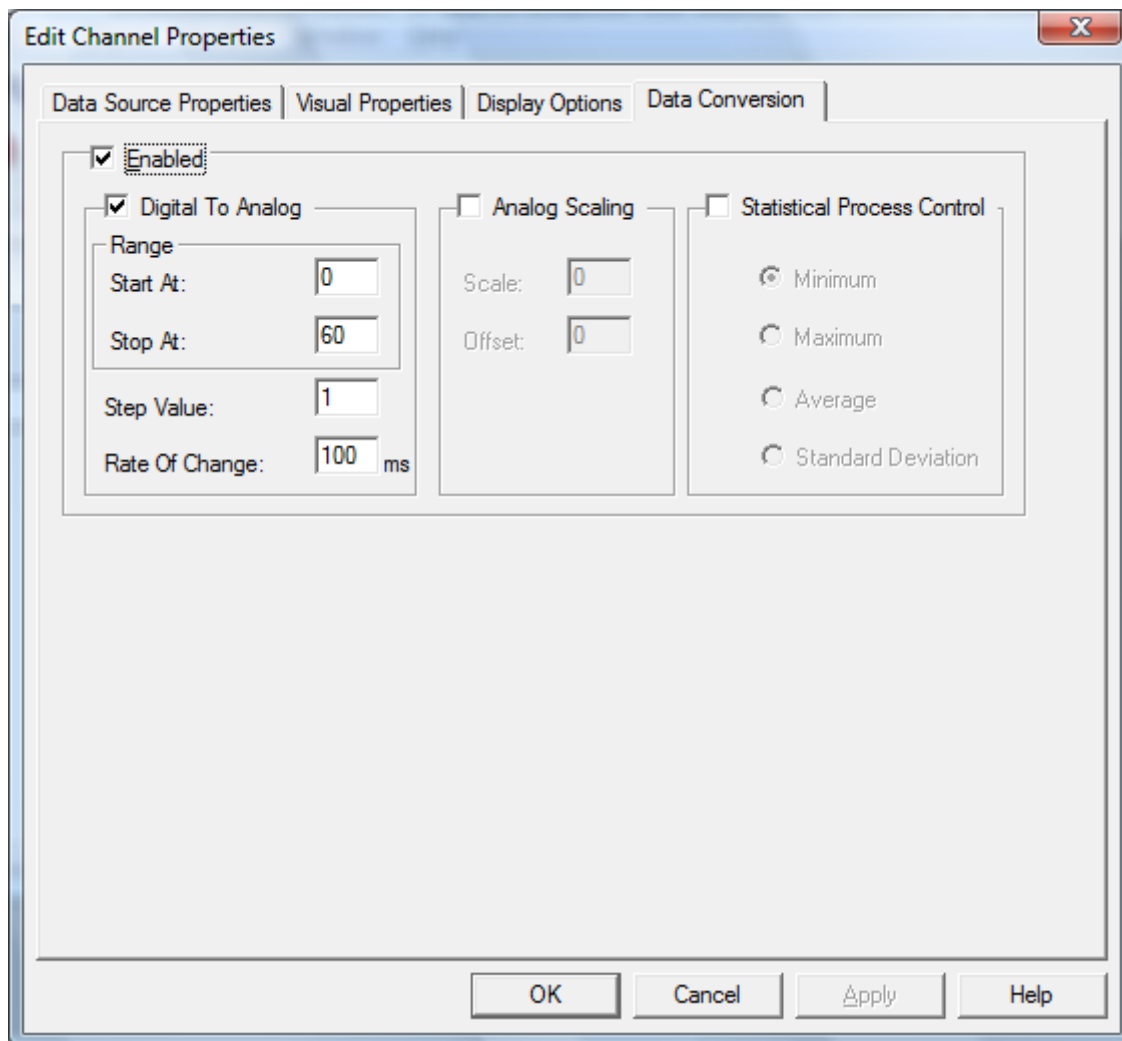 Edit Channel Properties
Data Source Properties Visual Properties Display Options Data Conversion
Enabled
Digital To Analog Analog Scaling Statistical Process Control
Range
Start At: 0 Scale: 0 Minimum
Stop At: 60 Offset: 0 Maximum
Step Value: 1 Average
Rate Of Change: 100 ms Standard Deviation
OK Cancel Apply Help